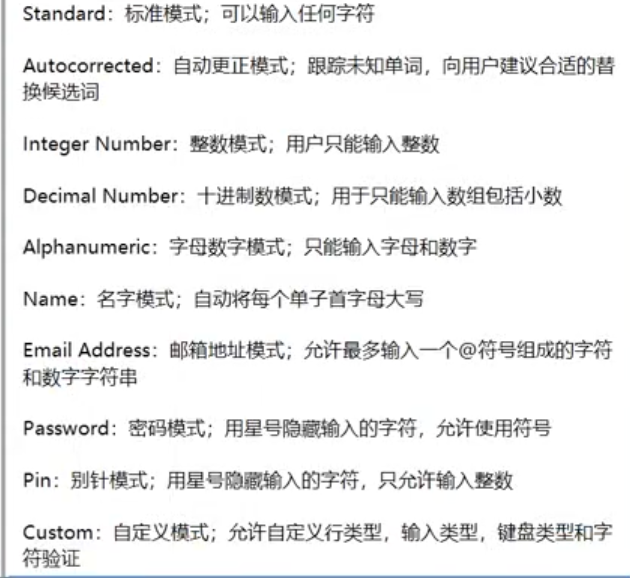 Standard：标准模式；可以输入任何字符
Autocorrected：自动更正模式；跟踪未知单词，向用户建议合适的替
换候选词
Integer Number：整数模式；用户只能输入整数
Decimal Number：十进制数模式；用于只能输入数组包括小数
Alphanumeric：字母数字模式；只能输入字母和数字
Name：名字模式；自动将每个单子首字母大写
Email Address：邮箱地址模式；允许最多输入一个@符号组成的字符
和数字字符串
Password：密码模式；用星号隐藏输入的字符，允许使用符号
Pin：别针模式；用星号隐藏输入的字符，只允许输入整数
Custom：自定义模式；允许自定义行类型，输入类型，键盘类型和字
符验证